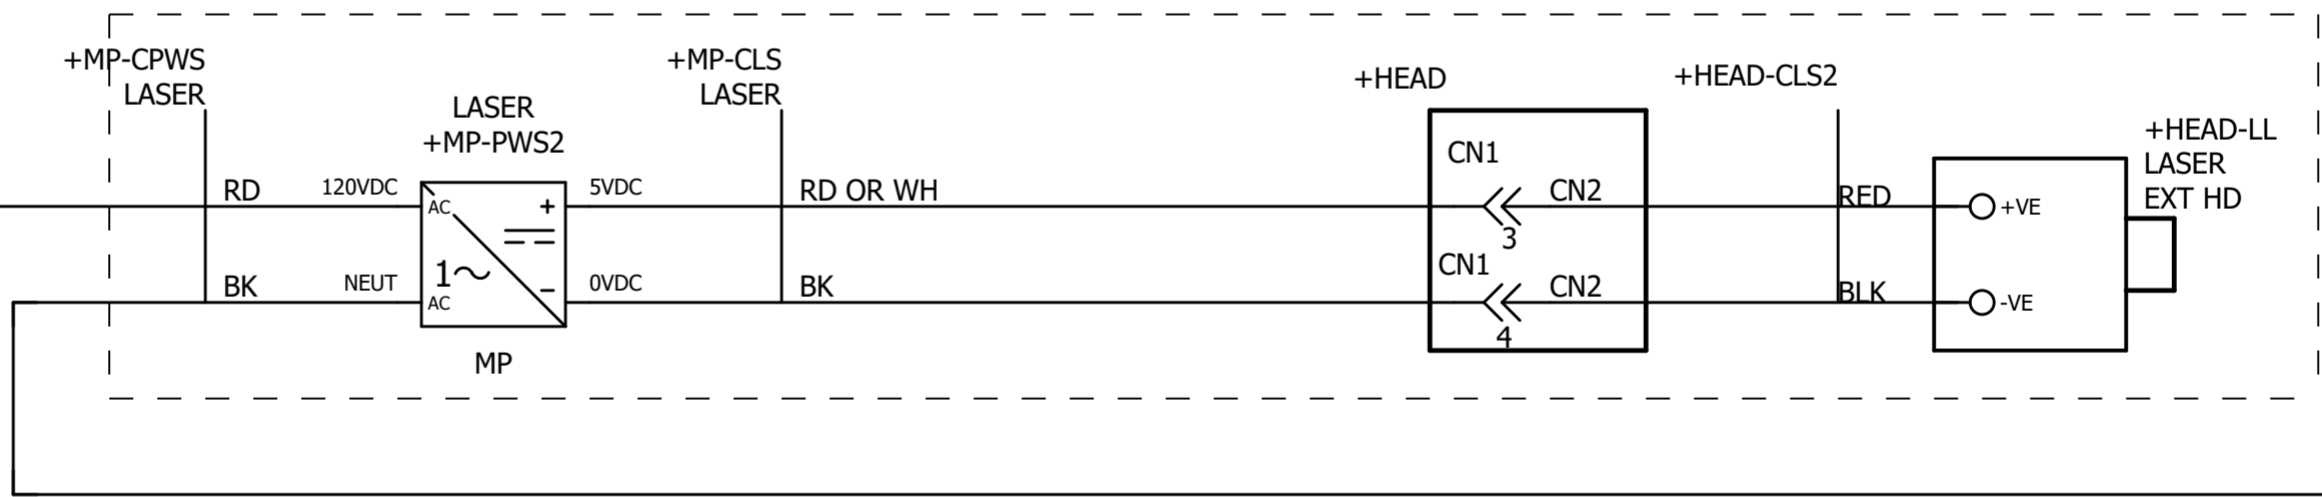 +MP-CPWS
LASER
LASER
+MP-PWS2
+MP-CLS
LASER
+HEAD
+HEAD-CLS2
+HEAD-LL
LASER
EXT HD
CN1
RD
120VDC
AC
+
5VDC
RD OR WH
CN2
RED
+VE
3
CN1
1~
BK
NEUT
AC
-
0VDC
BK
CN2
BLK
-VE
4
MP